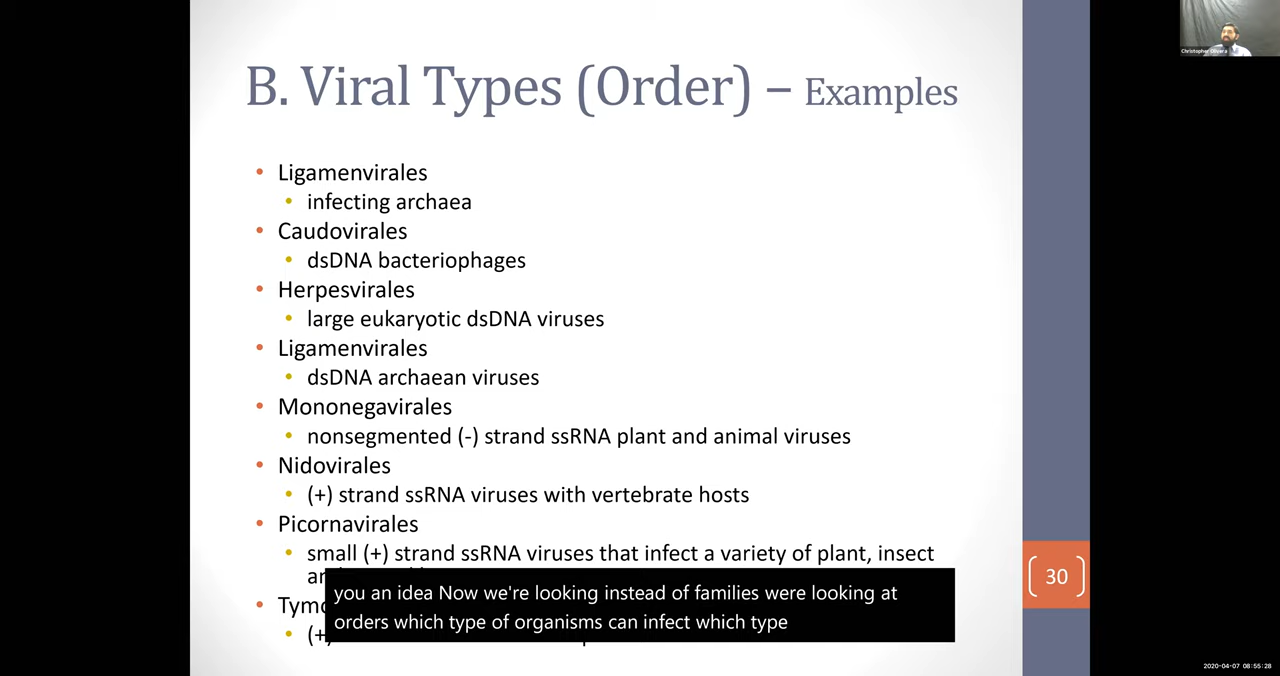 Christopher Olivera
B. Viral Types (Order) – Examples
• Ligamenvirales
• infecting archaea
• Caudovirales
• dsDNA bacteriophages
• Herpesvirales
• large eukaryotic dsDNA viruses
• Ligamenvirales
• dsDNA archaean viruses
• Mononegavirales
• nonsegmented (-) strand ssRNA plant and animal viruses
• Nidovirales
• (+) strand ssRNA viruses with vertebrate hosts
• Picornavirales
• small (+) strand ssRNA viruses that infect a variety of plant, insect
30
you an idea Now we're looking instead of families were looking at
orders which type of organisms can infect which type
2020-04-07 08:55:28